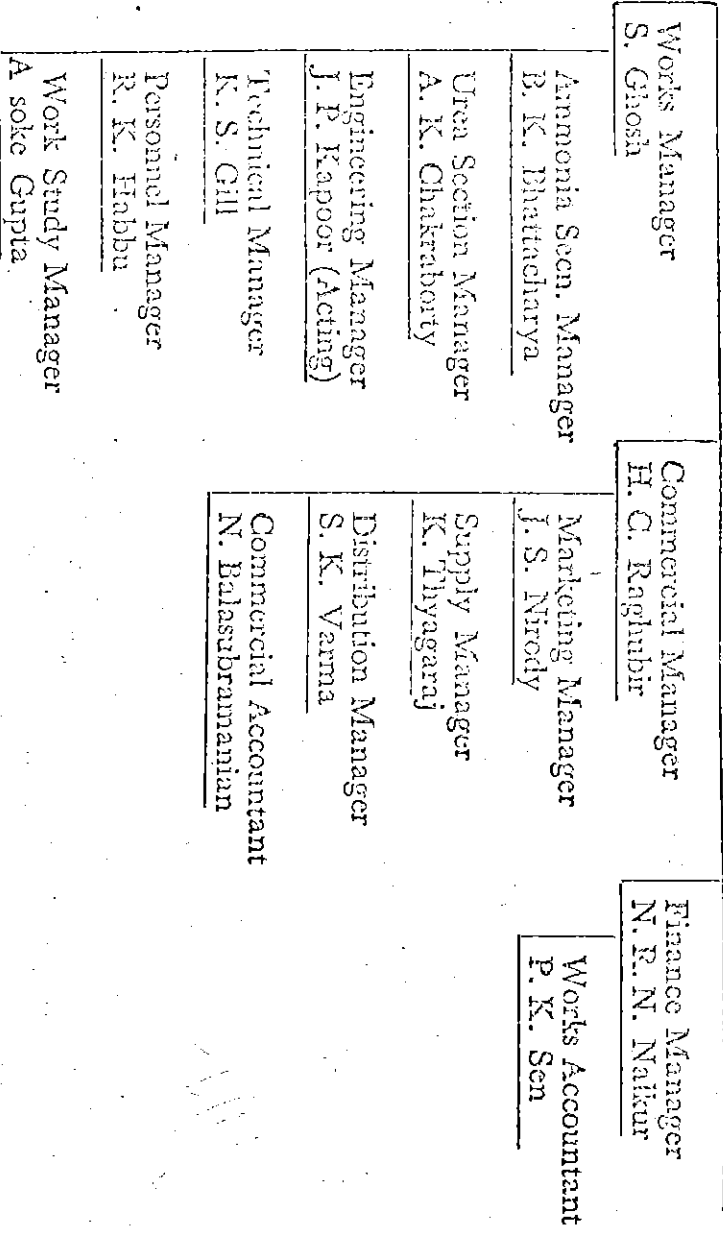 Works Manager
S. Ghosh
Ammonia Secn. Manager
B. K. Bhattacharya
Urea Section Manager
A. K. Chakraborty
Engineering Manager
J. P. Kapoor (Acting)
Technical Manager
K. S. Gill
Personnel Manager
R. K. Habbu
Work Study Manager
A soke Gupta
Commercial Manager
H. C. Raghubir
Marketing Manager
J. S. Nirody
Supply Manager
K. Thyagaraj
Distribution Manager
S. K. Varma
Commercial Accountant
N. Balasubramanian
Finance Manager
N. R. N. Naikur
Works Accountant
P. K. Sen